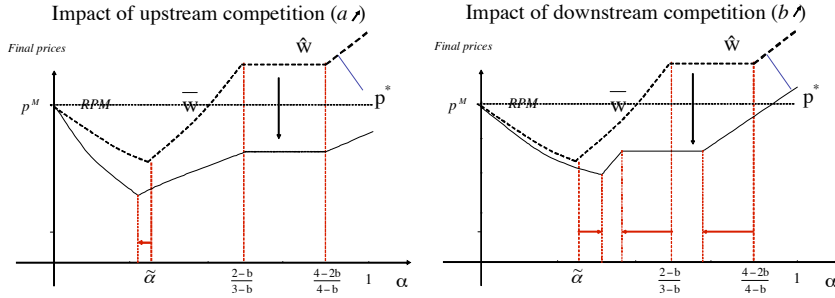 Impact of upstream competition (a ↗)
Final prices
ŵ
p^M
RPM
w̅
p*
α̃
2-b
3-b
4-2b
4-b
1
α
Impact of downstream competition (b ↗)
Final prices
ŵ
p^M
RPM
w̅
p*
α̃
2-b
3-b
4-2b
4-b
1
α